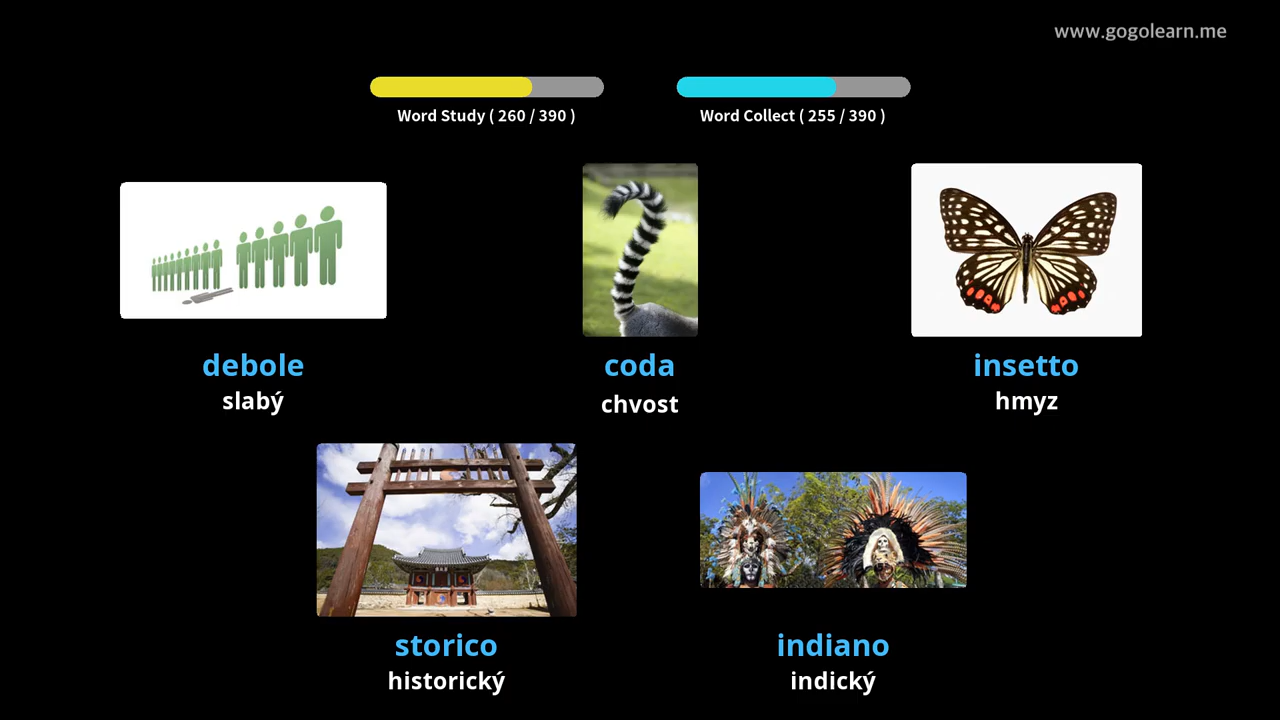 www.gogolearn.me
Word Study ( 260 / 390 )
Word Collect ( 255 / 390 )
debole
slabý
coda
chvost
insetto
hmyz
storico
historický
indiano
indický